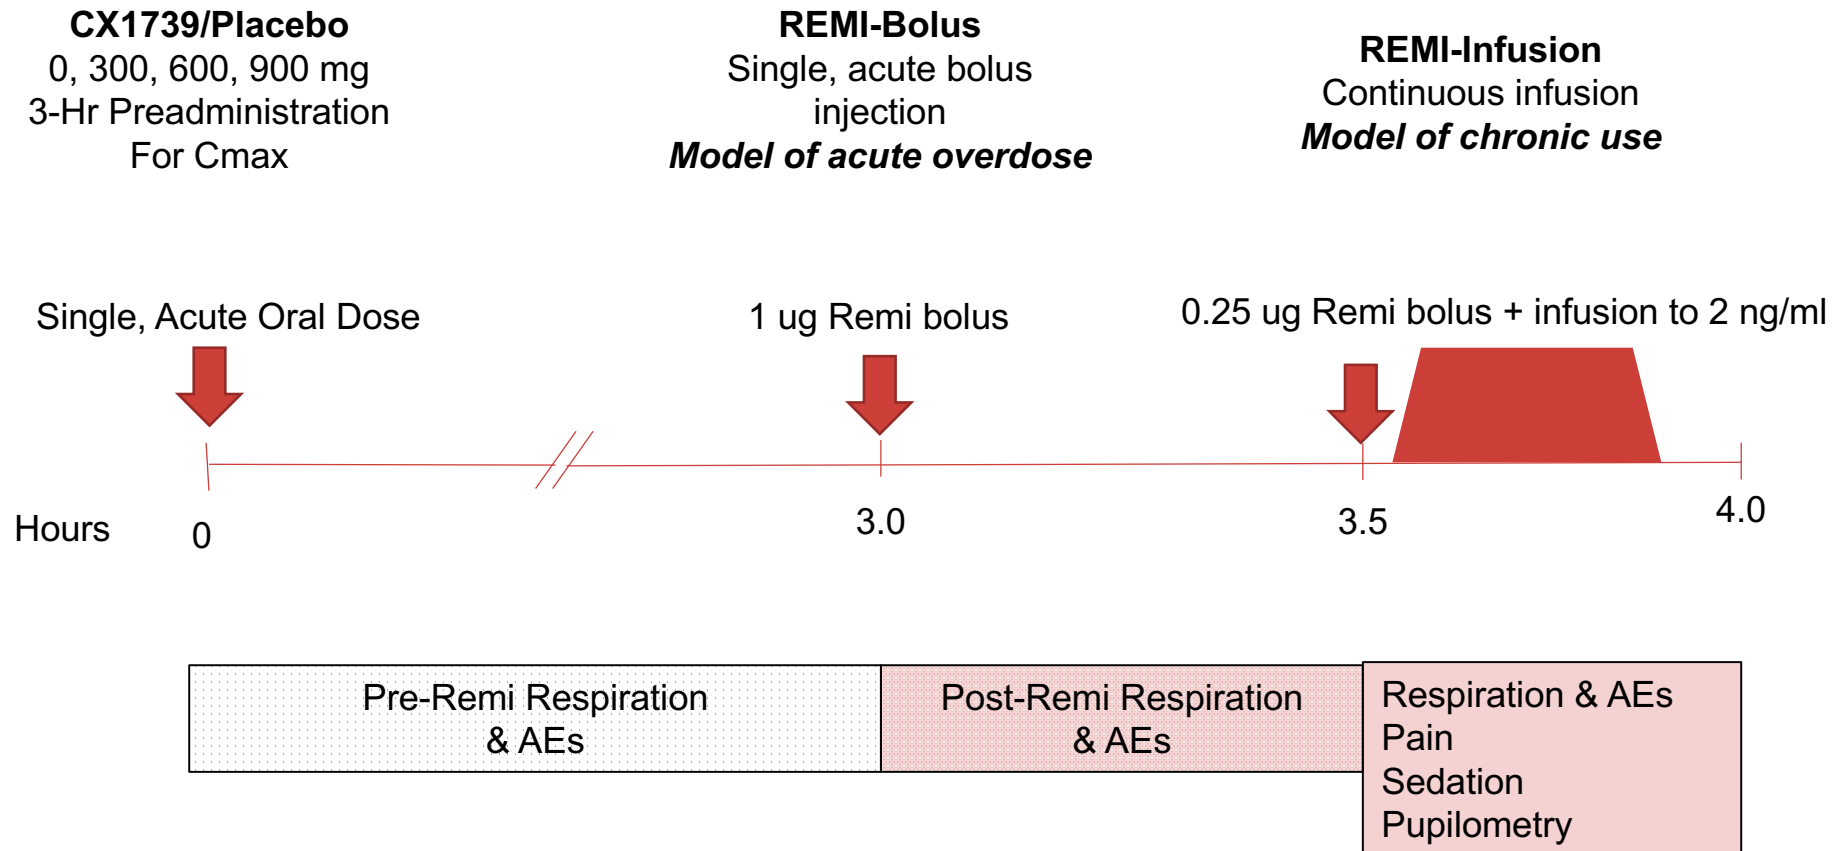 CX1739/Placebo
0, 300, 600, 900 mg
3-Hr Preadministration
For Cmax
REMI-Bolus
Single, acute bolus
injection
Model of acute overdose
REMI-Infusion
Continuous infusion
Model of chronic use
Single, Acute Oral Dose
1 ug Remi bolus
0.25 ug Remi bolus + infusion to 2 ng/ml
Hours
0
3.0
3.5
4.0
Pre-Remi Respiration
& AEs
Post-Remi Respiration
& AEs
Respiration & AEs
Pain
Sedation
Pupilometry